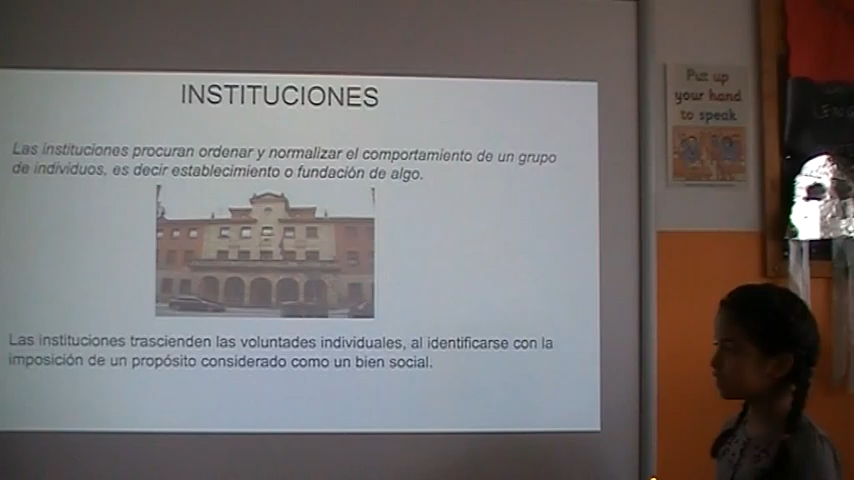 INSTITUCIONES
Las instituciones procuran ordenar y normalizar el comportamiento de un grupo
de individuos, es decir establecimiento o fundación de algo.
Las instituciones trascienden las voluntades individuales, al identificarse con la
imposición de un propósito considerado como un bien social.
Put up
your hand
to speak
LENG